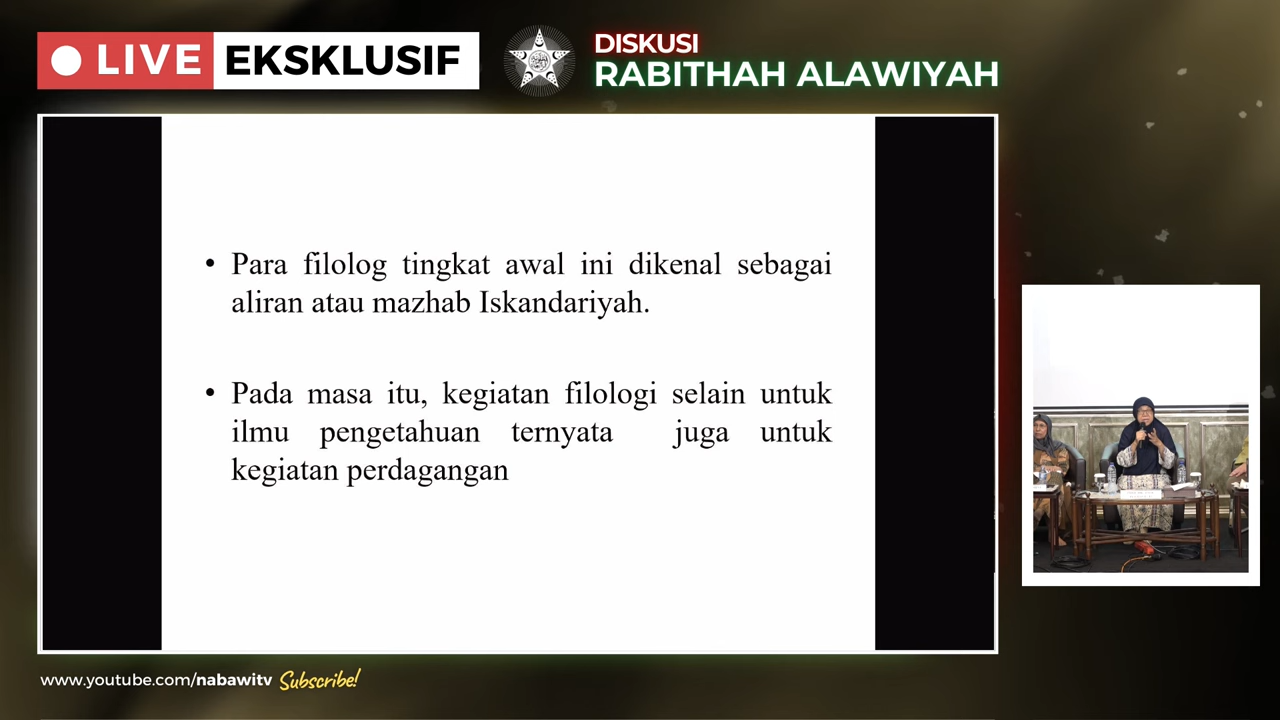 LIVE EKSKLUSIF
DISKUSI
RABITHAH ALAWIYAH
• Para filolog tingkat awal ini dikenal sebagai
aliran atau mazhab Iskandariyah.
• Pada masa itu, kegiatan filologi selain untuk
ilmu pengetahuan ternyata juga untuk
kegiatan perdagangan
www.youtube.com/nabawitv Subscribe!